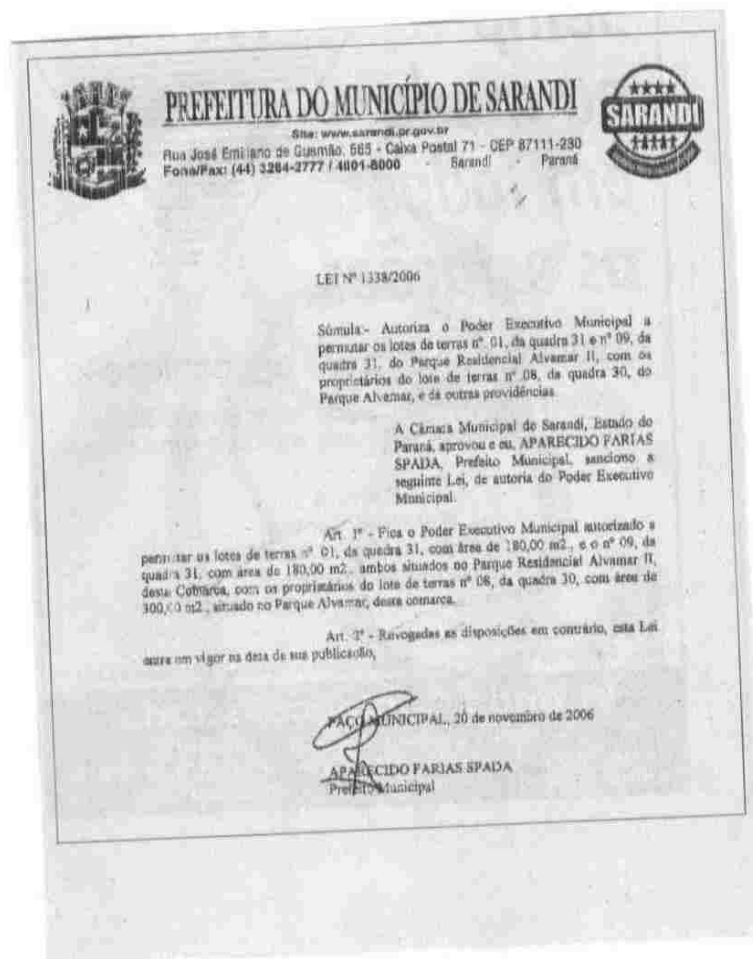 PREFEITURA DO MUNICÍPIO DE SARANDI
Site: www.sarandi.pr.gov.br
Rua José Emiliano de Gusmão, 565 - Caixa Postal 71 - CEP 87111-230
Fone/Fax: (44) 3264-2777 / 4001-8000 - Sarandi - Paraná
SARANDI
LEI Nº 1338/2006
Súmula:- Autoriza o Poder Executivo Municipal a
permutar os lotes de terras nº 01, da quadra 31 e nº 09, da
quadra 31, do Parque Residencial Alvamar II, com os
proprietários do lote de terras nº 08, da quadra 30, do
Parque Alvamar, e dá outras providências.
A Câmara Municipal de Sarandi, Estado do
Paraná, aprovou e eu, APARECIDO FARIAS
SPADA, Prefeito Municipal, sanciono a
seguinte Lei, de autoria do Poder Executivo
Municipal.
Art. 1º - Fica o Poder Executivo Municipal autorizado a
permutar os lotes de terras nº 01, da quadra 31, com área de 180,00 m2., e o nº 09, da
quadra 31, com área de 180,00 m2., ambos situados no Parque Residencial Alvamar II,
desta Comarca, com os proprietários do lote de terras nº 08, da quadra 30, com área de
300,00 m2., situado no Parque Alvamar, desta comarca.
Art. - Revogadas as disposições em contrário, esta Lei
entra em vigor na data de sua publicação,
PAÇO MUNICIPAL, 20 de novembro de 2006
APARECIDO FARIAS SPADA
Prefeito Municipal